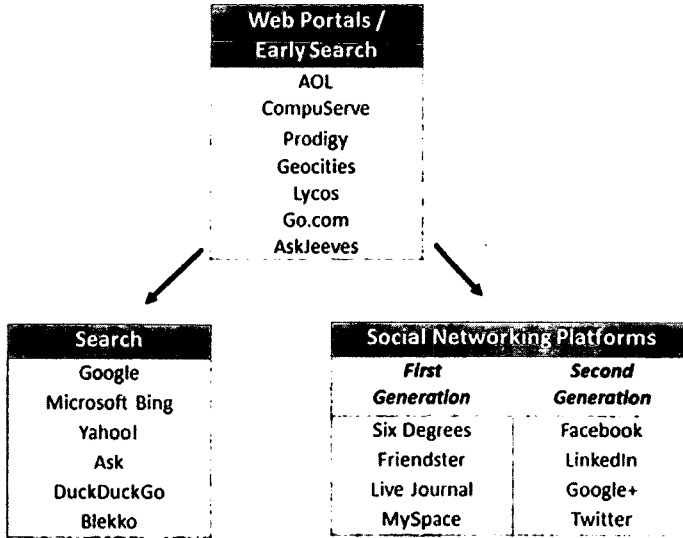 Web Portals /
Early Search
AOL
CompuServe
Prodigy
Geocities
Lycos
Go.com
AskJeeves
Search
Google
Microsoft Bing
Yahoo!
Ask
DuckDuckGo
Blekko
Social Networking Platforms
First Generation
Second Generation
Six Degrees
Facebook
Friendster
LinkedIn
Live Journal
Google+
MySpace
Twitter